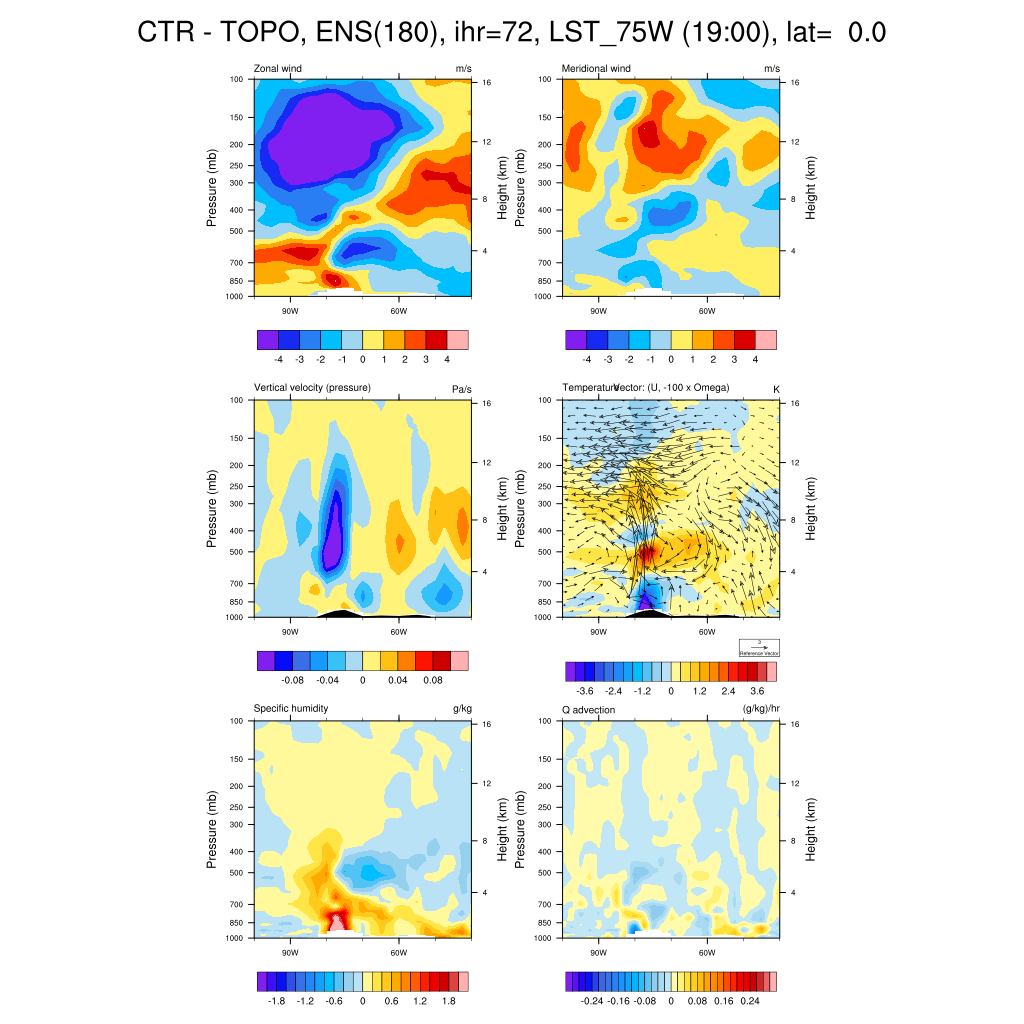 CTR - TOPO, ENS(180), ihr=72, LST_75W (19:00), lat= 0.0
Zonal wind m/s
100
150
200
250
300
400
500
700
850
1000
Pressure (mb)
16
12
8
4
Height (km)
90W 60W
-4 -3 -2 -1 0 1 2 3 4
Meridional wind m/s
100
150
200
250
300
400
500
700
850
1000
Pressure (mb)
16
12
8
4
Height (km)
90W 60W
-4 -3 -2 -1 0 1 2 3 4
Vertical velocity (pressure) Pa/s
100
150
200
250
300
400
500
700
850
1000
Pressure (mb)
16
12
8
4
Height (km)
90W 60W
-0.08 -0.04 0 0.04 0.08
Temperature Vector: (U, -100 x Omega) K
100
150
200
250
300
400
500
700
850
1000
Pressure (mb)
16
12
8
4
Height (km)
90W 60W
3
Reference Vector
-3.6 -2.4 -1.2 0 1.2 2.4 3.6
Specific humidity g/kg
100
150
200
250
300
400
500
700
850
1000
Pressure (mb)
16
12
8
4
Height (km)
90W 60W
-1.8 -1.2 -0.6 0 0.6 1.2 1.8
Q advection (g/kg)/hr
100
150
200
250
300
400
500
700
850
1000
Pressure (mb)
16
12
8
4
Height (km)
90W 60W
-0.24 -0.16 -0.08 0 0.08 0.16 0.24